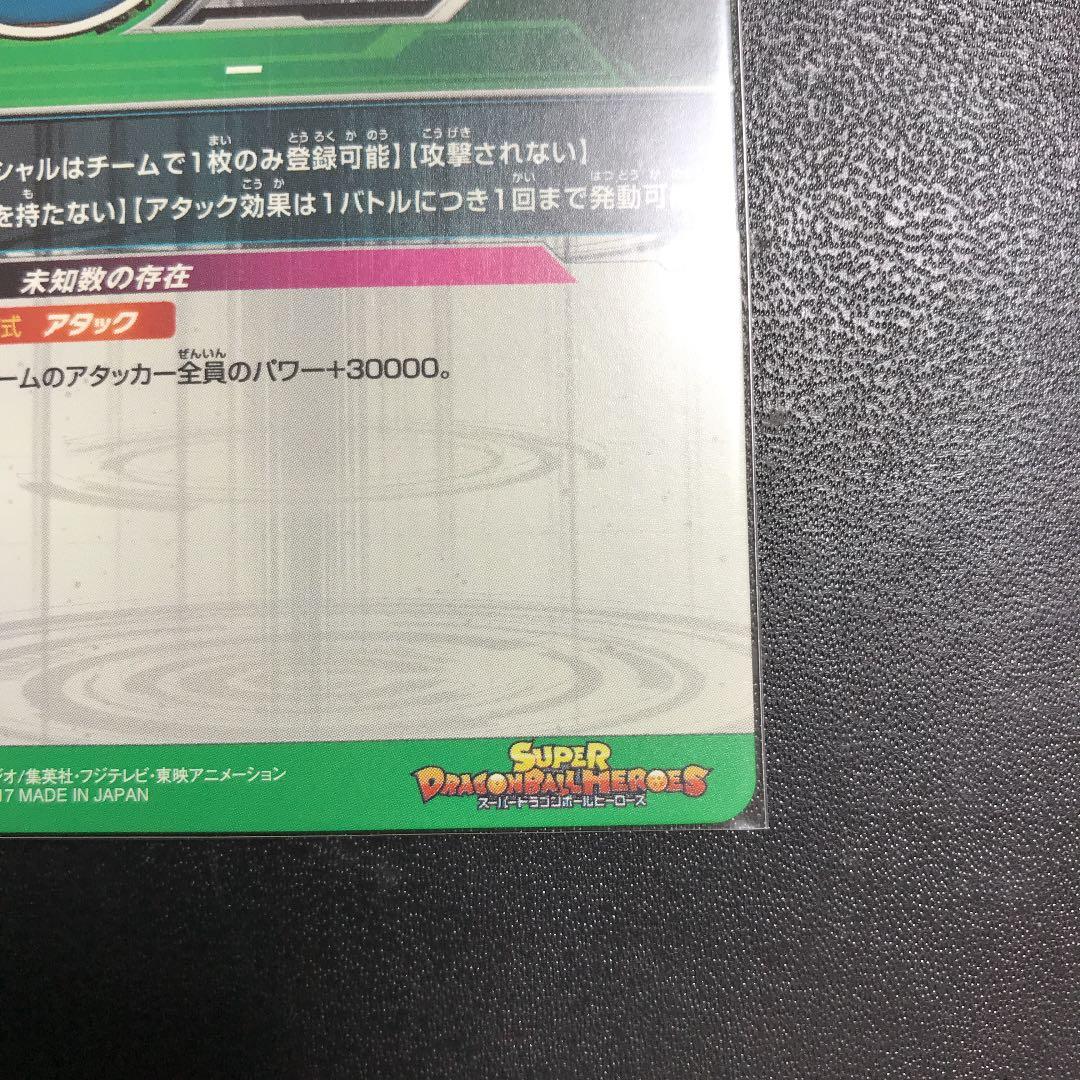 シャルはチームで1枚のみ登録可能】【攻撃されない】
を持たない】【アタック効果は1バトルにつき1回まで発動可
未知数の存在
式 アタック
ームのアタッカー全員のパワー+30000。
ジオ/集英社・フジテレビ・東映アニメーション
17 MADE IN JAPAN
SUPER
DRAGONBALL HEROES
スーパードラゴンボールヒーローズ